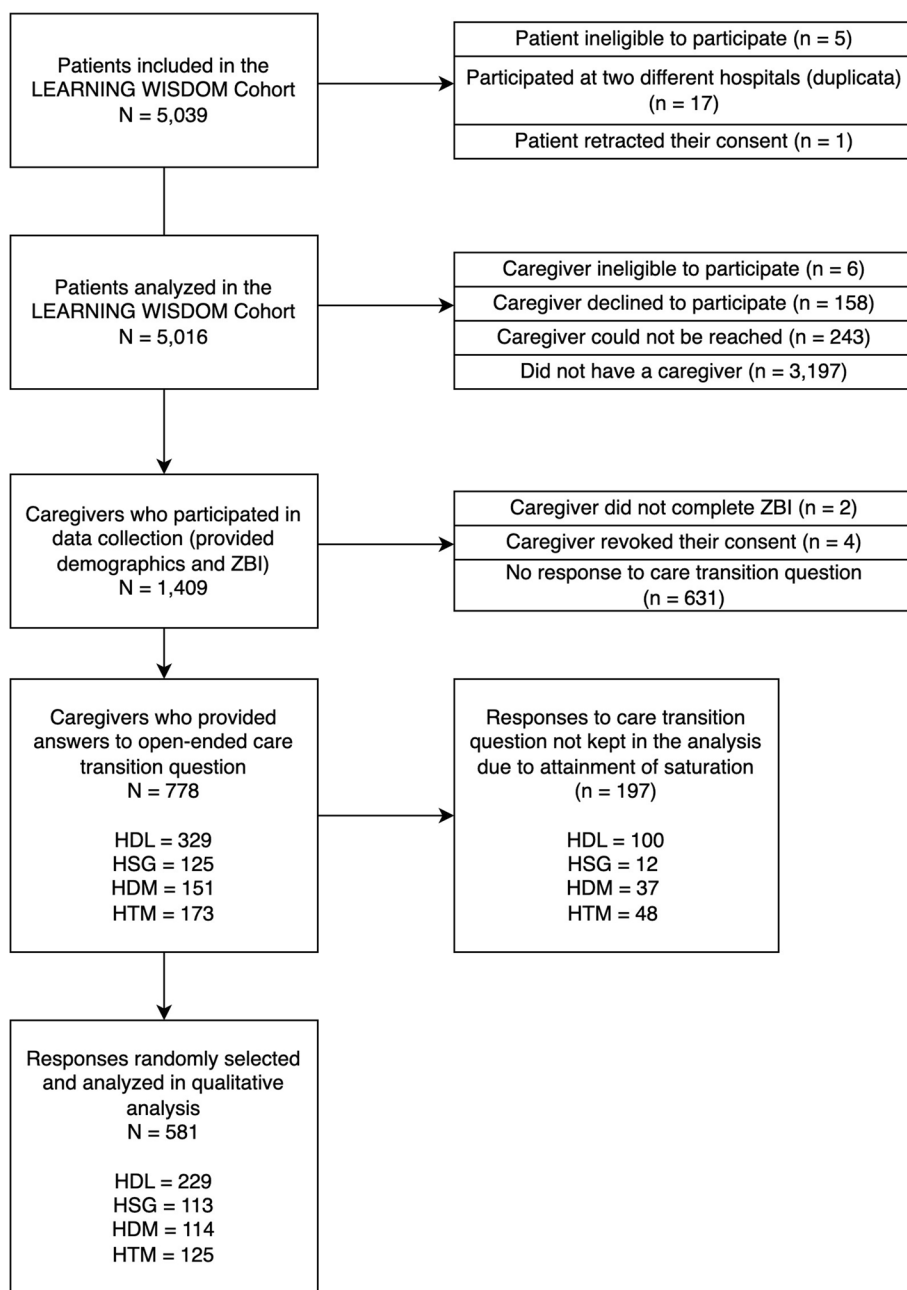 Patients included in the
LEARNING WISDOM Cohort
N = 5,039
Patient ineligible to participate (n = 5)
Participated at two different hospitals (duplicata)
(n = 17)
Patient retracted their consent (n = 1)
Patients analyzed in the
LEARNING WISDOM Cohort
N = 5,016
Caregiver ineligible to participate (n = 6)
Caregiver declined to participate (n = 158)
Caregiver could not be reached (n = 243)
Did not have a caregiver (n = 3,197)
Caregivers who participated in
data collection (provided
demographics and ZBI)
N = 1,409
Caregiver did not complete ZBI (n = 2)
Caregiver revoked their consent (n = 4)
No response to care transition question
(n = 631)
Caregivers who provided
answers to open-ended care
transition question
N = 778
HDL = 329
HSG = 125
HDM = 151
HTM = 173
Responses to care transition
question not kept in the analysis
due to attainment of saturation
(n = 197)
HDL = 100
HSG = 12
HDM = 37
HTM = 48
Responses randomly selected
and analyzed in qualitative
analysis
N = 581
HDL = 229
HSG = 113
HDM = 114
HTM = 125